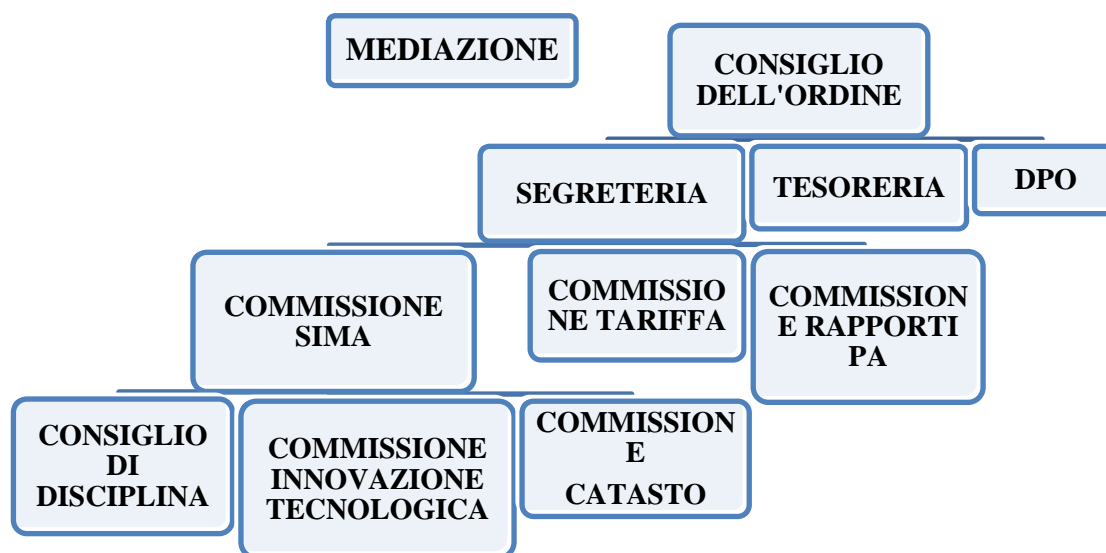 MEDIAZIONE
CONSIGLIO
DELL'ORDINE
SEGRETERIA
TESORERIA
DPO
COMMISSIONE
SIMA
COMMISSIO
NE TARIFFA
COMMISSION
E RAPPORTI
PA
CONSIGLIO
DI
DISCIPLINA
COMMISSIONE
INNOVAZIONE
TECNOLOGICA
COMMISSION
E
CATASTO